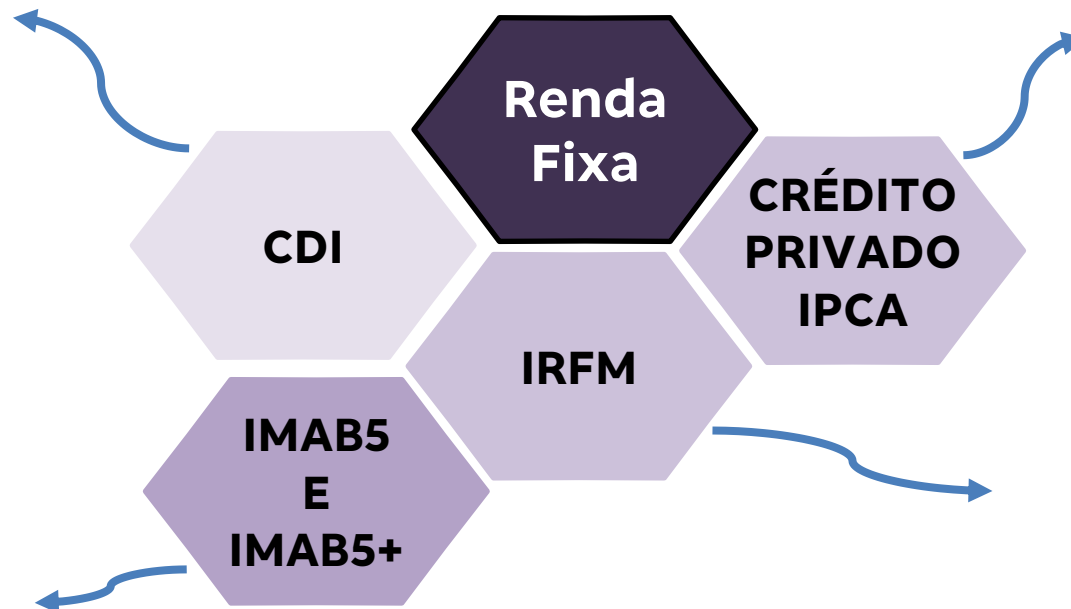 Renda
Fixa
CDI
CRÉDITO
PRIVADO
IPCA
IRFM
IMAB5
E
IMAB5+